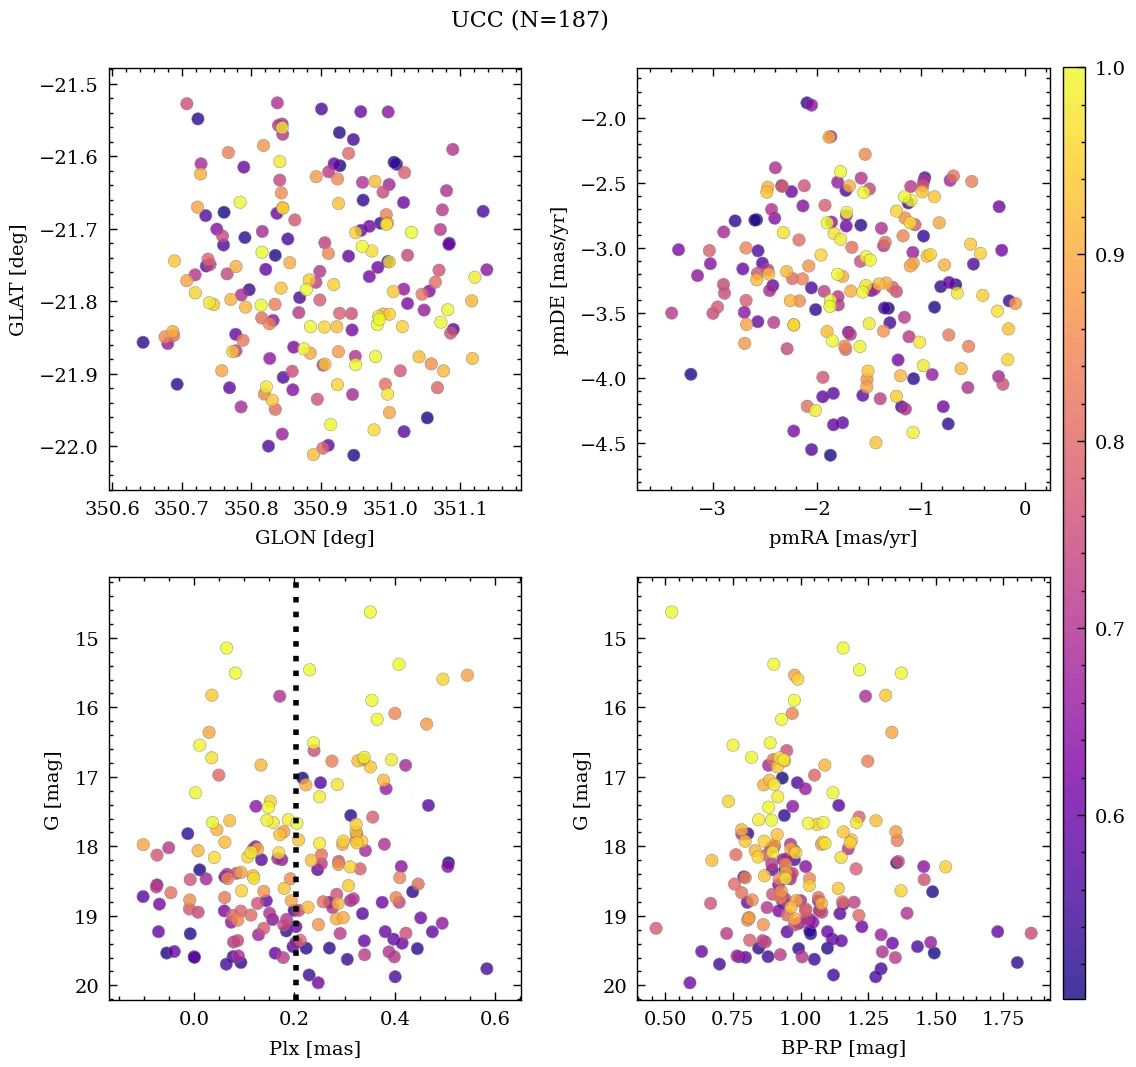 UCC (N=187)
−21.5
−21.6
−21.7
−21.8
−21.9
−22.0
GLAT [deg]
350.6 350.7 350.8 350.9 351.0 351.1
GLON [deg]
−2.0
−2.5
−3.0
−3.5
−4.0
−4.5
pmDE [mas/yr]
−3 −2 −1 0
pmRA [mas/yr]
15
16
17
18
19
20
G [mag]
0.0 0.2 0.4 0.6
Plx [mas]
15
16
17
18
19
20
G [mag]
0.50 0.75 1.00 1.25 1.50 1.75
BP-RP [mag]
1.0
0.9
0.8
0.7
0.6